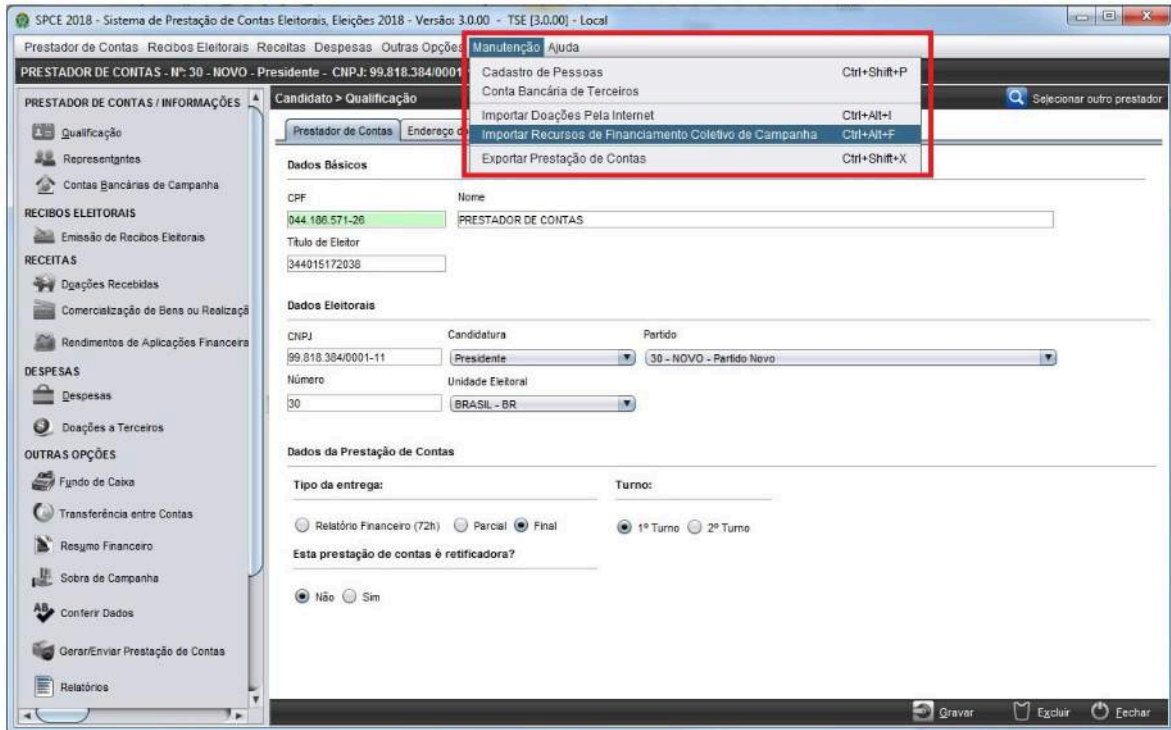 SPCE 2018 - Sistema de Prestação de Contas Eleitorais, Eleições 2018 - Versão: 3.0.00 - TSE [3.0.00] - Local
Prestador de Contas Recibos Eleitorais Receitas Despesas Outras Opções Manutenção Ajuda
PRESTADOR DE CONTAS - Nº: 30 - NOVO - Presidente - CNPJ: 99.818.384/0001
Cadastro de Pessoas Ctrl+Shift+P
Conta Bancária de Terceiros
Importar Doações Pela Internet Ctrl+Alt+I
Importar Recursos de Financiamento Coletivo de Campanha Ctrl+Alt+F
Exportar Prestação de Contas Ctrl+Shift+X
Selecionar outro prestador
PRESTADOR DE CONTAS / INFORMAÇÕES
Qualificação
Representantes
Contas Bancárias de Campanha
RECIBOS ELEITORAIS
Emissão de Recibos Eleitorais
RECEITAS
Doações Recebidas
Comercialização de Bens ou Realizaçã
Rendimentos de Aplicações Financeira
DESPESAS
Despesas
Doações a Terceiros
OUTRAS OPÇÕES
Fundo de Caixa
Transferência entre Contas
Resumo Financeiro
Sobra de Campanha
Conferir Dados
Gerar/Enviar Prestação de Contas
Relatórios
Candidato > Qualificação
Prestador de Contas Endereço do
Dados Básicos
CPF Nome
044.186.571-26 PRESTADOR DE CONTAS
Título de Eleitor
344015172038
Dados Eleitorais
CNPJ Candidatura Partido
99.818.384/0001-11 Presidente 30 - NOVO - Partido Novo
Número Unidade Eleitoral
30 BRASIL - BR
Dados da Prestação de Contas
Tipo da entrega: Turno:
Relatório Financeiro (72h) Parcial Final 1º Turno 2º Turno
Esta prestação de contas é retificadora?
Não Sim
Gravar Excluir Fechar